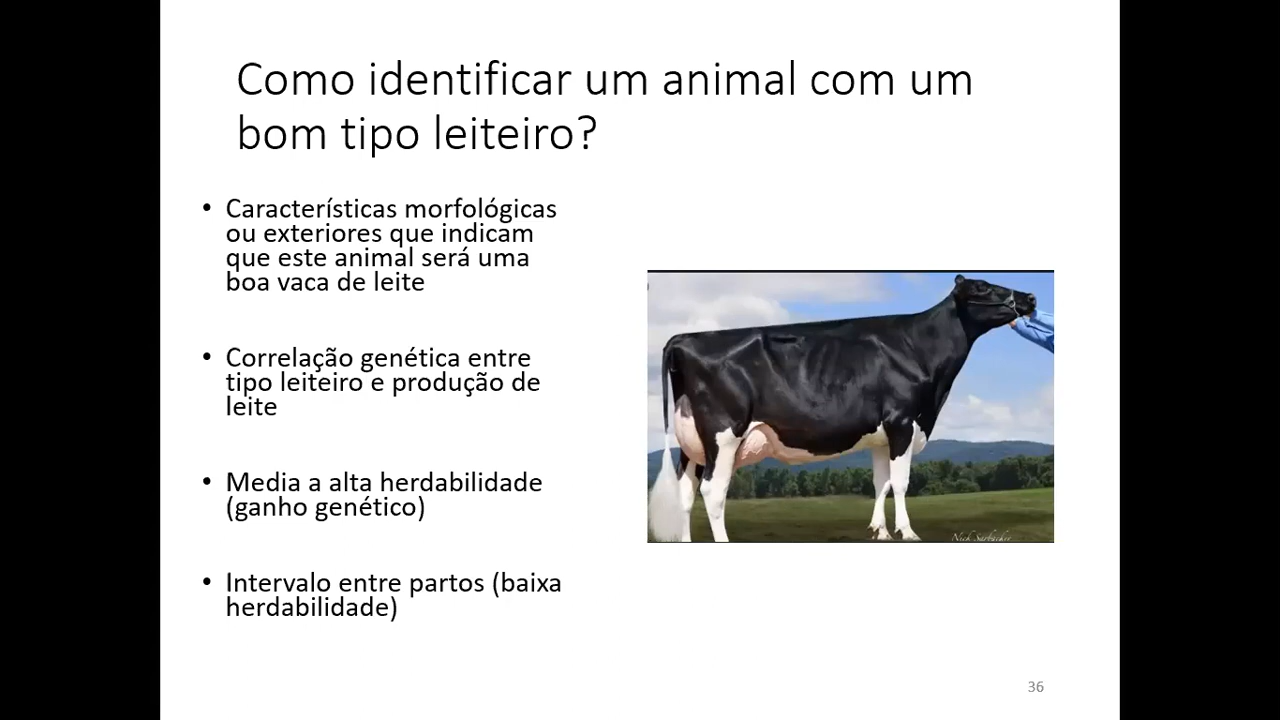 Como identificar um animal com um
bom tipo leiteiro?
• Características morfológicas
ou exteriores que indicam
que este animal será uma
boa vaca de leite
• Correlação genética entre
tipo leiteiro e produção de
leite
• Media a alta herdabilidade
(ganho genético)
• Intervalo entre partos (baixa
herdabilidade)
Nick Sarbacker
36